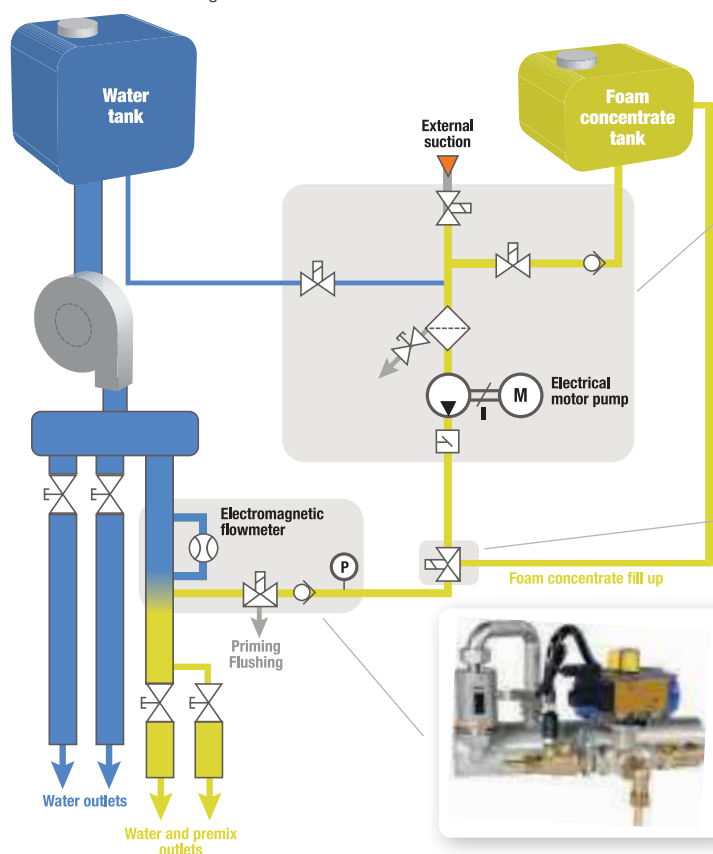 Water
tank
Foam
concentrate
tank
External
suction
M
Electrical
motor pump
Electromagnetic
flowmeter
P
Foam concentrate fill up
Priming
Flushing
Water outlets
Water and premix
outlets